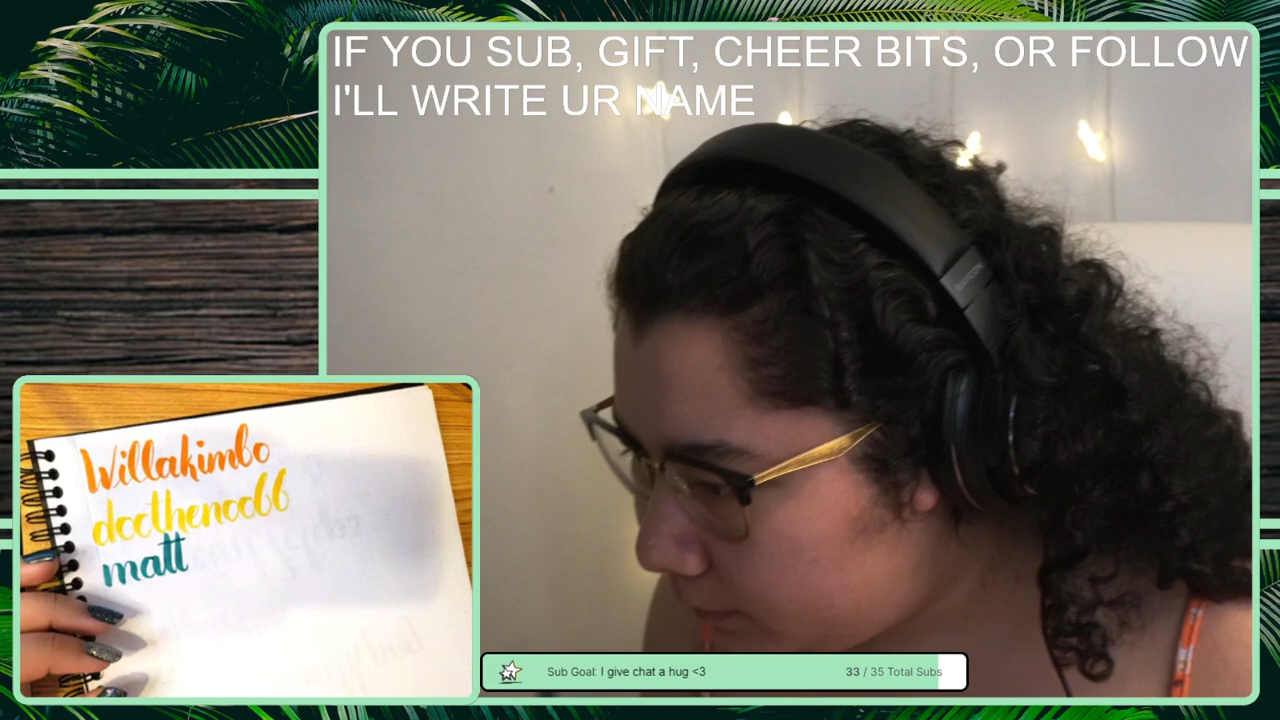 IF YOU SUB, GIFT, CHEER BITS, OR FOLLOW
I'LL WRITE UR NAME
Willakimbo
docthenoob6
matt
Sub Goal: I give chat a hug <3
33 / 35 Total Subs